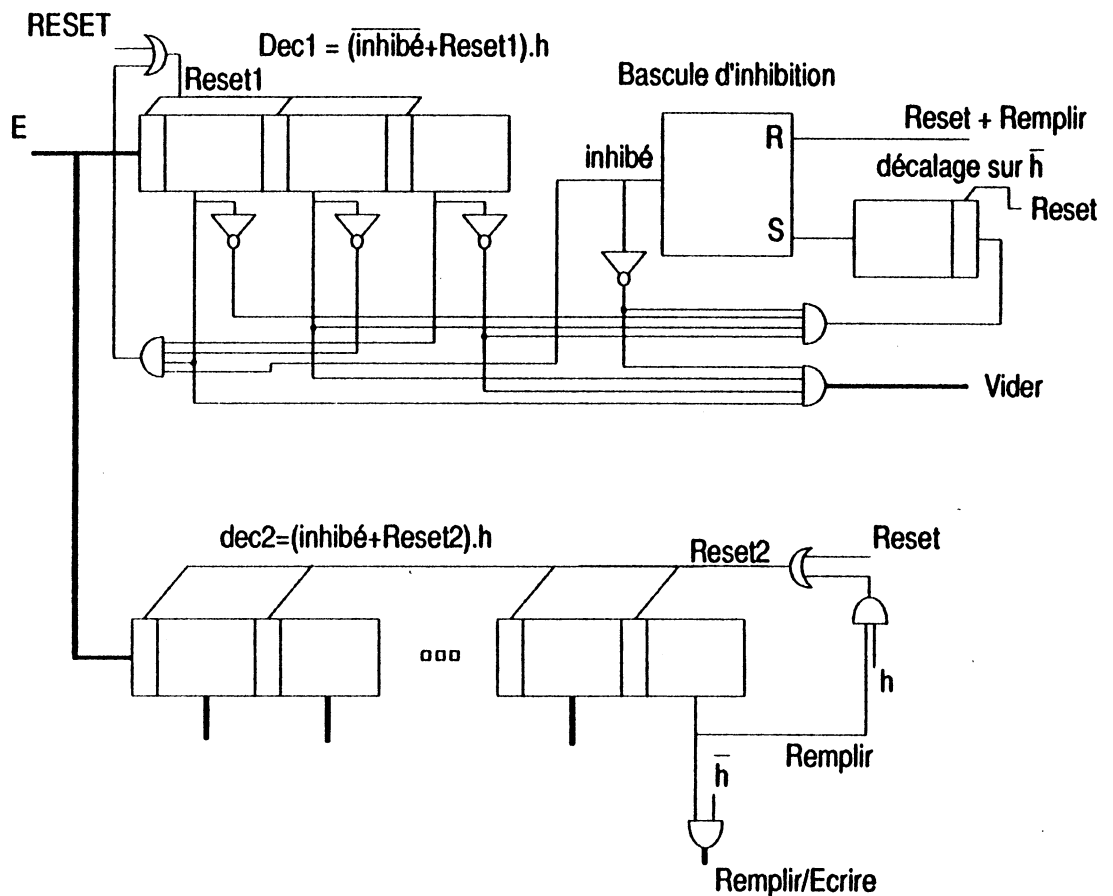 RESET
Dec1 = (\overline{inhibé}+Reset1).h
Reset1
Bascule d'inhibition
E
R
Reset + Remplir
inhibé
décalage sur h̅
S
Reset
Vider
dec2=(inhibé+Reset2).h
Reset2
Reset
h
Remplir
h̅
Remplir/Ecrire